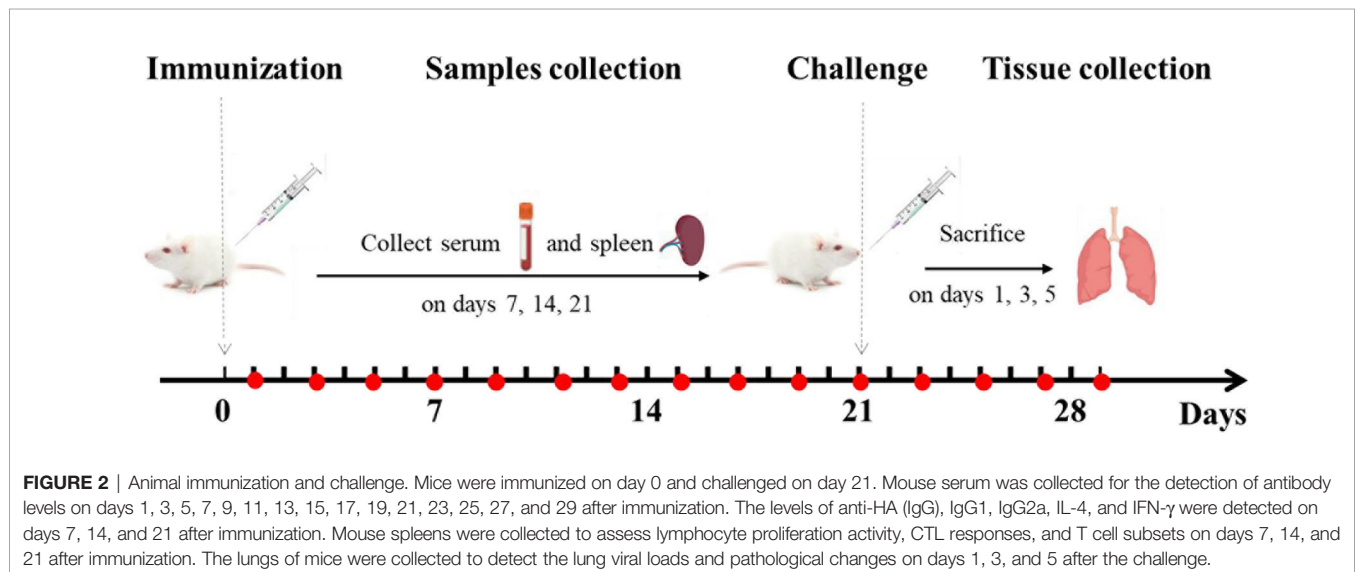 Immunization Samples collection Challenge Tissue collection
Collect serum and spleen
on days 7, 14, 21
Sacrifice
on days 1, 3, 5
0 7 14 21 28 Days
FIGURE 2 | Animal immunization and challenge. Mice were immunized on day 0 and challenged on day 21. Mouse serum was collected for the detection of antibody
levels on days 1, 3, 5, 7, 9, 11, 13, 15, 17, 19, 21, 23, 25, 27, and 29 after immunization. The levels of anti-HA (IgG), IgG1, IgG2a, IL-4, and IFN-γ were detected on
days 7, 14, and 21 after immunization. Mouse spleens were collected to assess lymphocyte proliferation activity, CTL responses, and T cell subsets on days 7, 14, and
21 after immunization. The lungs of mice were collected to detect the lung viral loads and pathological changes on days 1, 3, and 5 after the challenge.